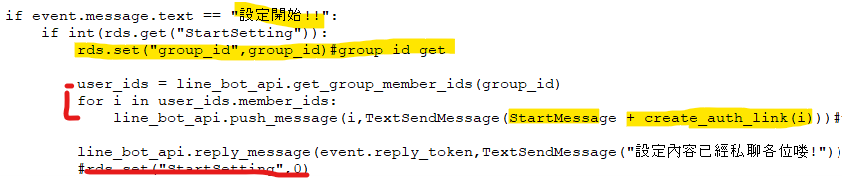 if event.message.text == "設定開始!!":
if int(rds.get("StartSetting")):
rds.set("group_id",group_id)#group id get
user_ids = line_bot_api.get_group_member_ids(group_id)
for i in user_ids.member_ids:
line_bot_api.push_message(i,TextSendMessage(StartMessage + create_auth_link(i)))#
line_bot_api.reply_message(event.reply_token,TextSendMessage("設定內容已經私聊各位喽!"))
#rds.set("StartSetting",0)